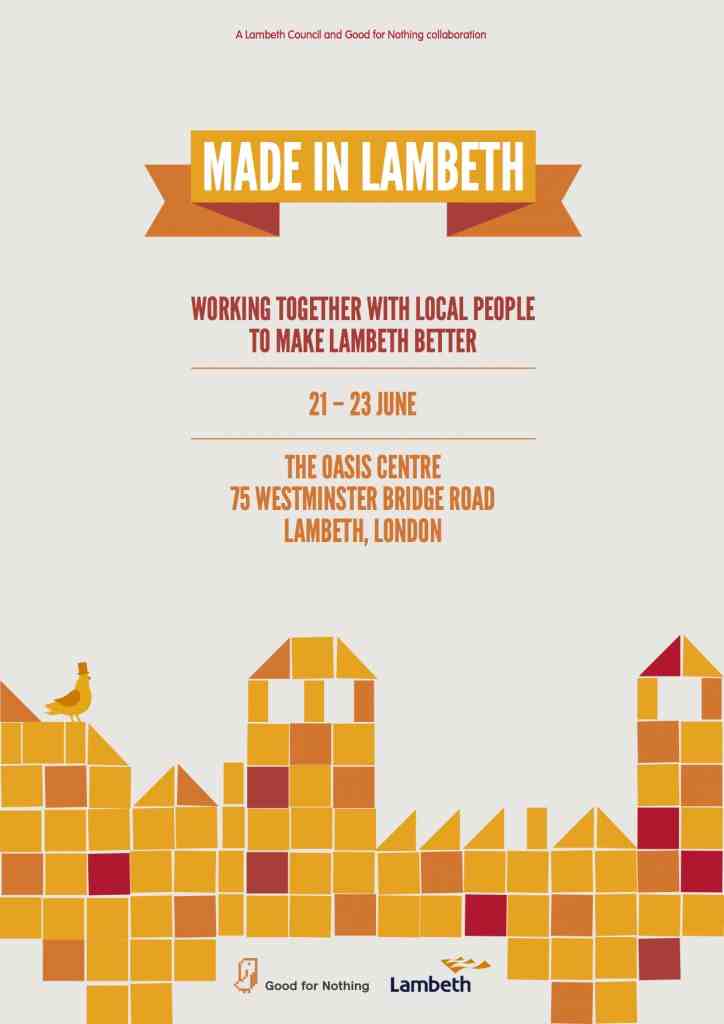 A Lambeth Council and Good for Nothing collaboration
MADE IN LAMBETH
WORKING TOGETHER WITH LOCAL PEOPLE
TO MAKE LAMBETH BETTER
21 – 23 JUNE
THE OASIS CENTRE
75 WESTMINSTER BRIDGE ROAD
LAMBETH, LONDON
Good for Nothing
Lambeth